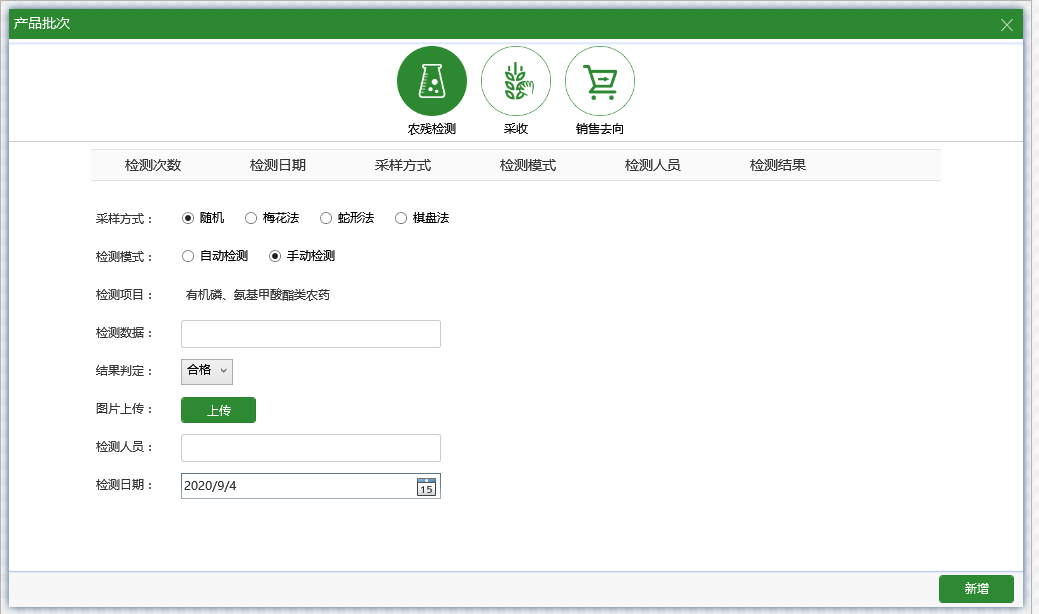 产品批次
农残检测 采收 销售去向
检测次数 检测日期 采样方式 检测模式 检测人员 检测结果
采样方式： 随机 梅花法 蛇形法 棋盘法
检测模式： 自动检测 手动检测
检测项目： 有机磷、氨基甲酸酯类农药
检测数据：
结果判定： 合格
图片上传： 上传
检测人员：
检测日期： 2020/9/4 15
新增